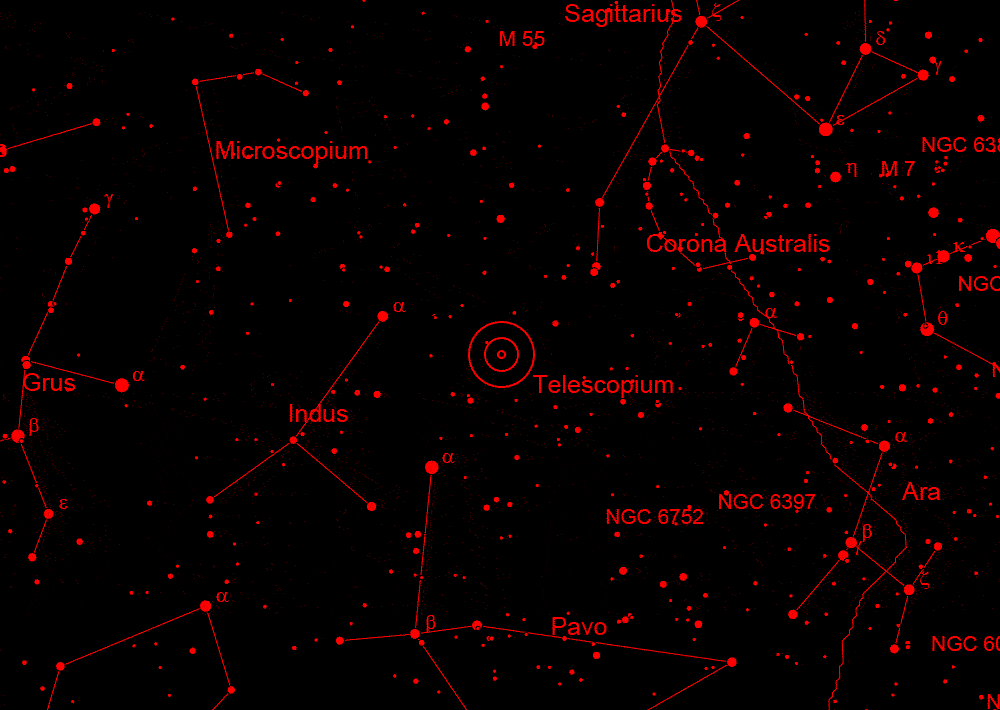 Sagittarius ζ
M 55
δ
γ
ε
NGC 638
Microscopium
η M 7
γ
Corona Australis
κ
ι1
NGC
α
α
θ
N
Grus α
Telescopium
Indus
β
α
α
Ara
ε
NGC 6752
NGC 6397
β
ζ
α
β
Pavo
NGC 60
N